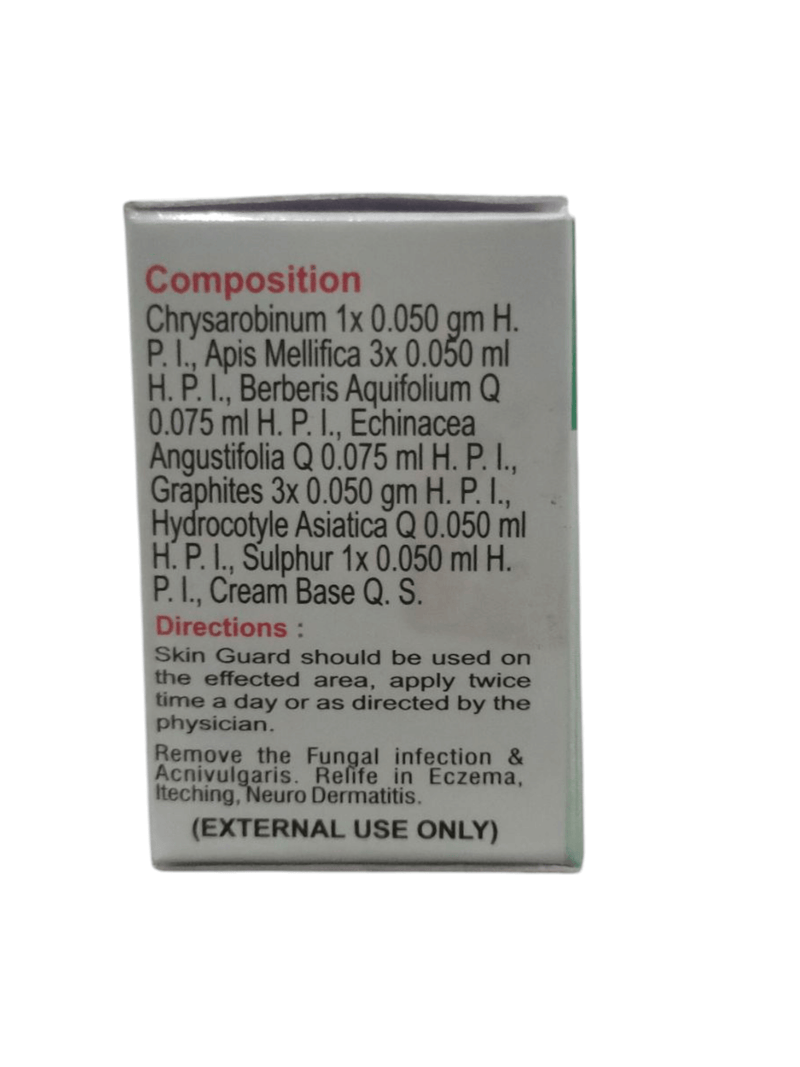 Composition
Chrysarobinum 1x 0.050 gm H.
P. I., Apis Mellifica 3x 0.050 ml
H. P. I., Berberis Aquifolium Q
0.075 ml H. P. I., Echinacea
Angustifolia Q 0.075 ml H. P. I.,
Graphites 3x 0.050 gm H. P. I.,
Hydrocotyle Asiatica Q 0.050 ml
H. P. I., Sulphur 1x 0.050 ml H.
P. I., Cream Base Q. S.
Directions :
Skin Guard should be used on
the effected area, apply twice
time a day or as directed by the
physician.
Remove the Fungal infection &
Acnivulgaris. Relife in Eczema,
Iteching, Neuro Dermatitis.
(EXTERNAL USE ONLY)